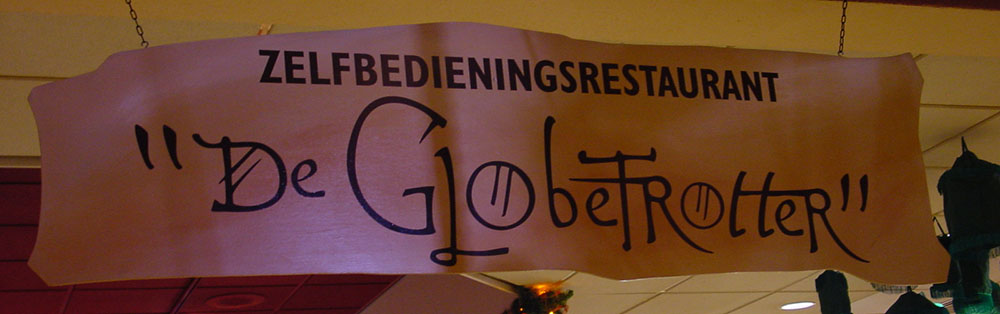 ZELFBEDIENINGSRESTAURANT
"De GLObeTROtteR"